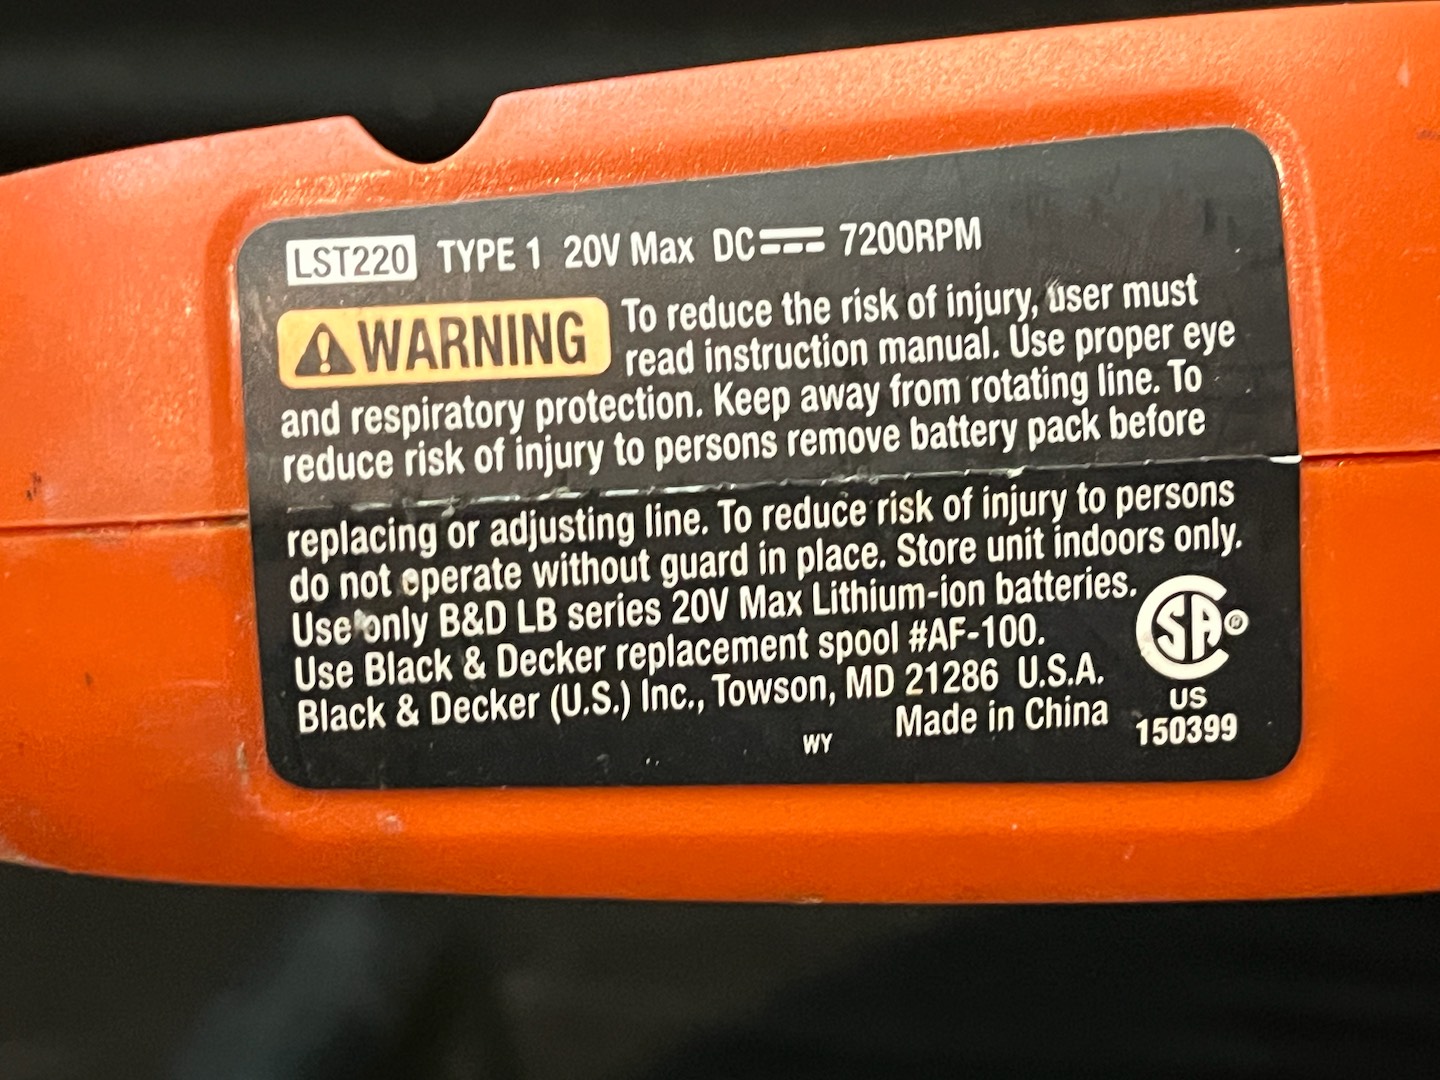 LST220 TYPE 1 20V Max DC 7200RPM
WARNING To reduce the risk of injury, user must
read instruction manual. Use proper eye
and respiratory protection. Keep away from rotating line. To
reduce risk of injury to persons remove battery pack before
replacing or adjusting line. To reduce risk of injury to persons
do not operate without guard in place. Store unit indoors only.
Use only B&D LB series 20V Max Lithium-ion batteries.
Use Black & Decker replacement spool #AF-100.
Black & Decker (U.S.) Inc., Towson, MD 21286 U.S.A.
WY Made in China
SA®
US
150399